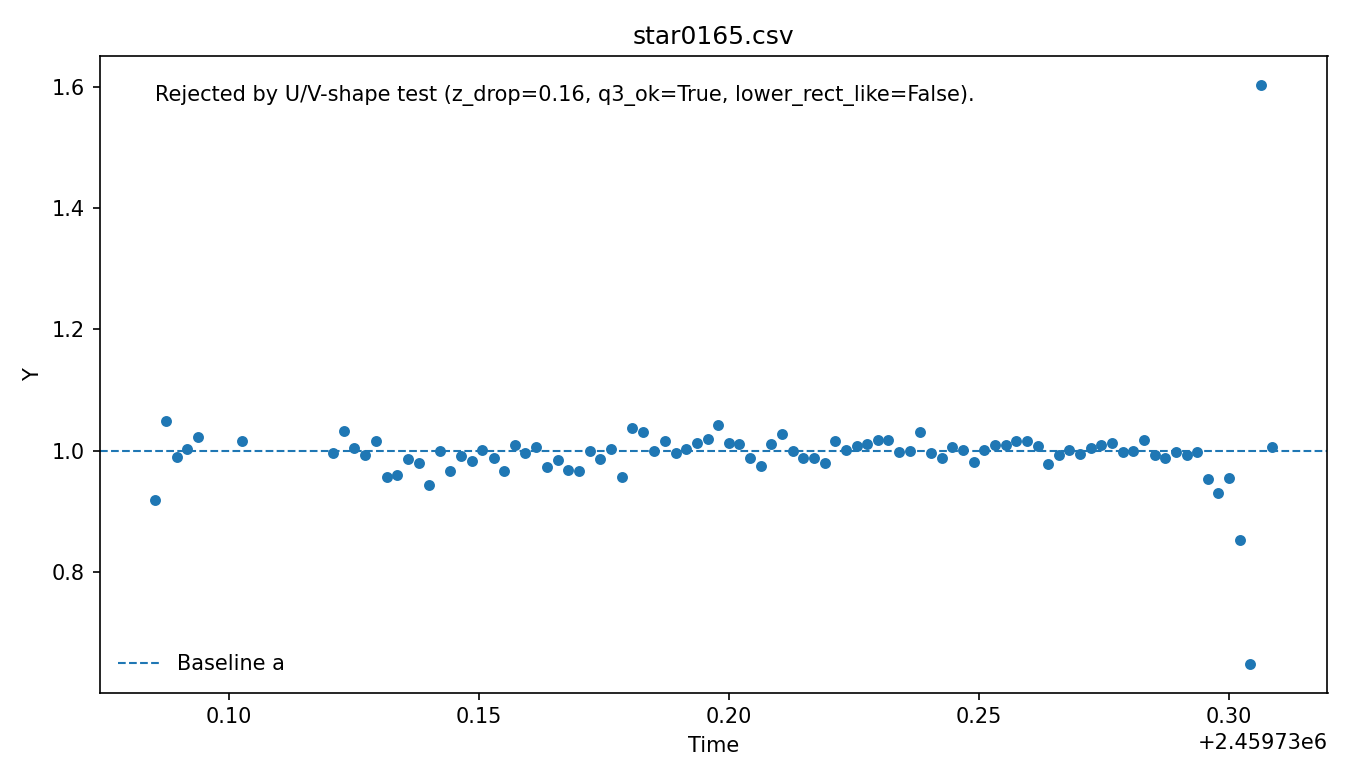 star0165.csv
Rejected by U/V-shape test (z_drop=0.16, q3_ok=True, lower_rect_like=False).
1.6
1.4
1.2
1.0
0.8
Y
Baseline a
0.10
0.15
0.20
0.25
0.30
Time
+2.45973e6